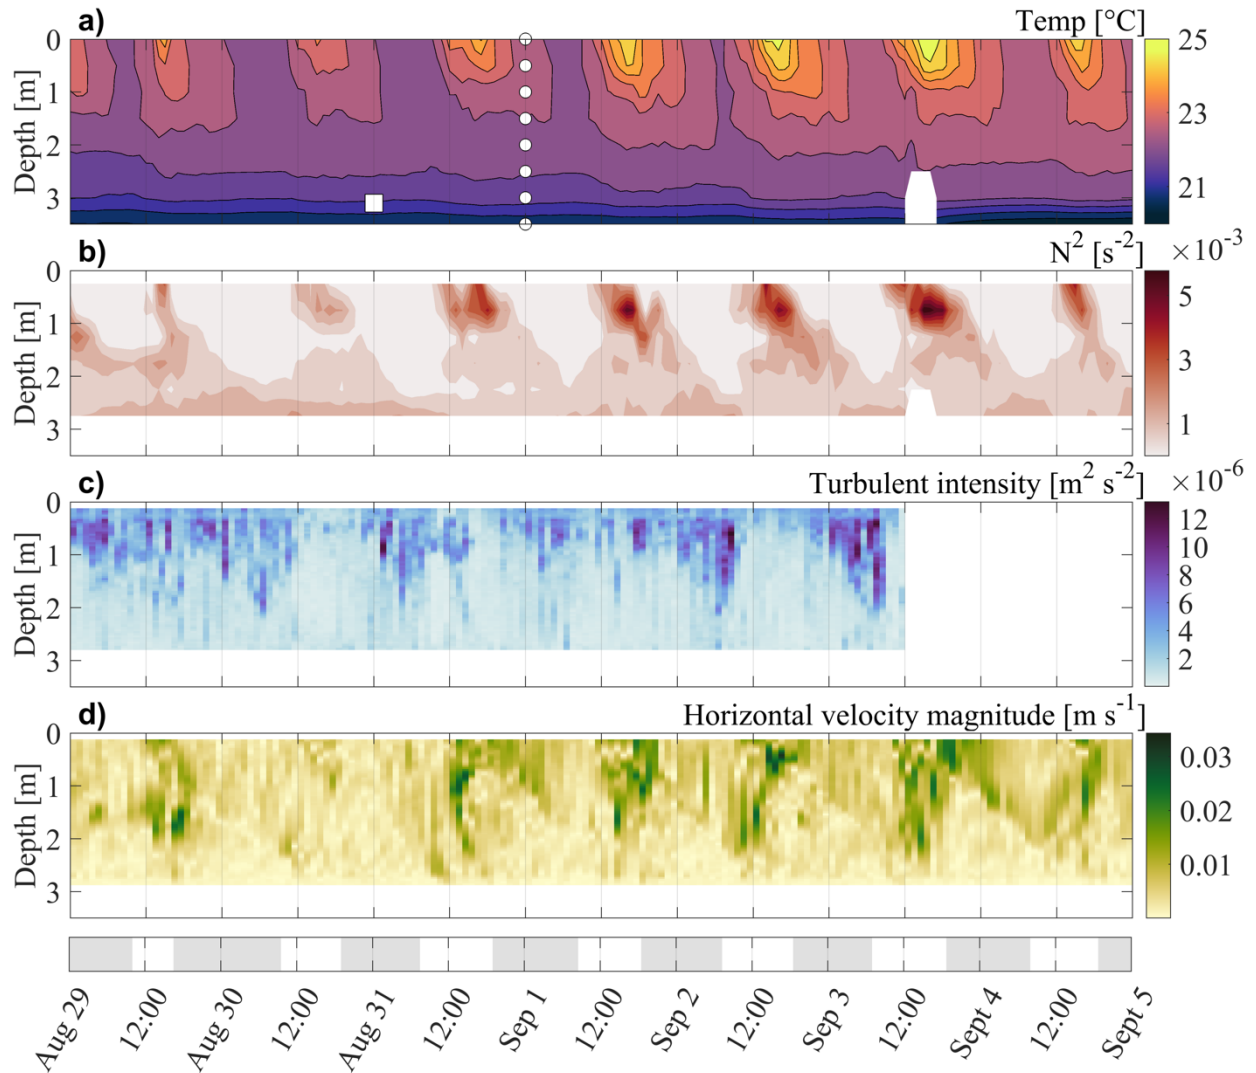 a)
Temp [°C]
0
1
2
3
Depth [m]
25
23
21
b)
N² [s⁻²]
×10⁻³
0
1
2
3
Depth [m]
5
3
1
c)
Turbulent intensity [m² s⁻²]
×10⁻⁶
0
1
2
3
Depth [m]
12
10
8
6
4
2
d)
Horizontal velocity magnitude [m s⁻¹]
0
1
2
3
Depth [m]
0.03
0.02
0.01
Aug 29
12:00
Aug 30
12:00
Aug 31
12:00
Sep 1
12:00
Sep 2
12:00
Sep 3
12:00
Sept 4
12:00
Sept 5